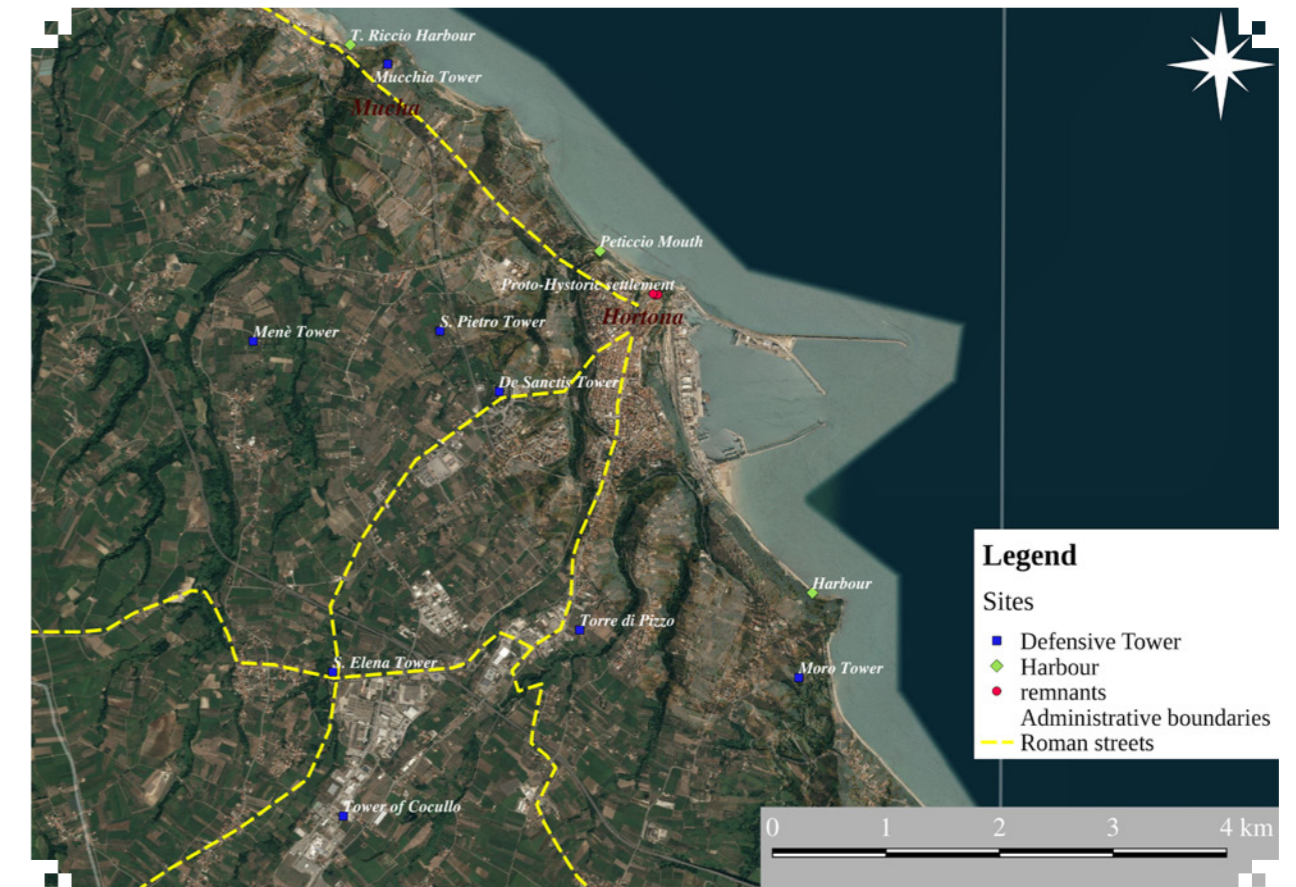 T. Riccio Harbour
Mucchia Tower
Mucha
Peticcio Mouth
Proto-Hystoric settlement
Hortona
S. Pietro Tower
Menè Tower
De Sanctis Tower
Harbour
Torre di Pizzo
S. Elena Tower
Moro Tower
Tower of Cocullo
Legend
Sites
Defensive Tower
Harbour
remnants
Administrative boundaries
Roman streets
0 1 2 3 4 km